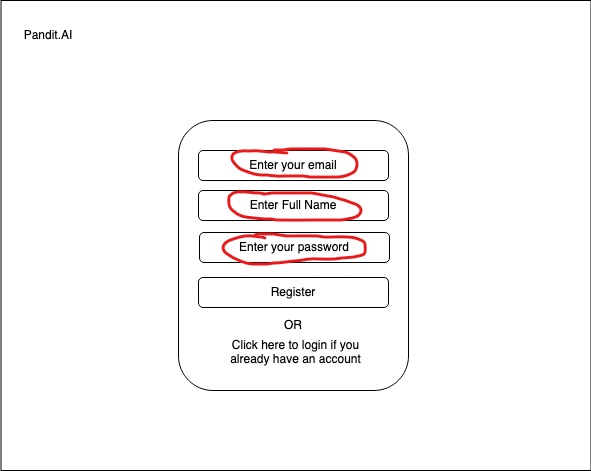 Pandit.AI
Enter your email
Enter Full Name
Enter your password
Register
OR
Click here to login if you
already have an account